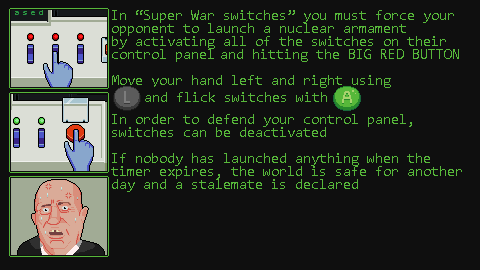 ased
In “Super War switches” you must force your
opponent to launch a nuclear armament
by activating all of the switches on their
control panel and hitting the BIG RED BUTTON
Move your hand left and right using
L and flick switches with A
In order to defend your control panel,
switches can be deactivated
If nobody has launched anything when the
timer expires, the world is safe for another
day and a stalemate is declared